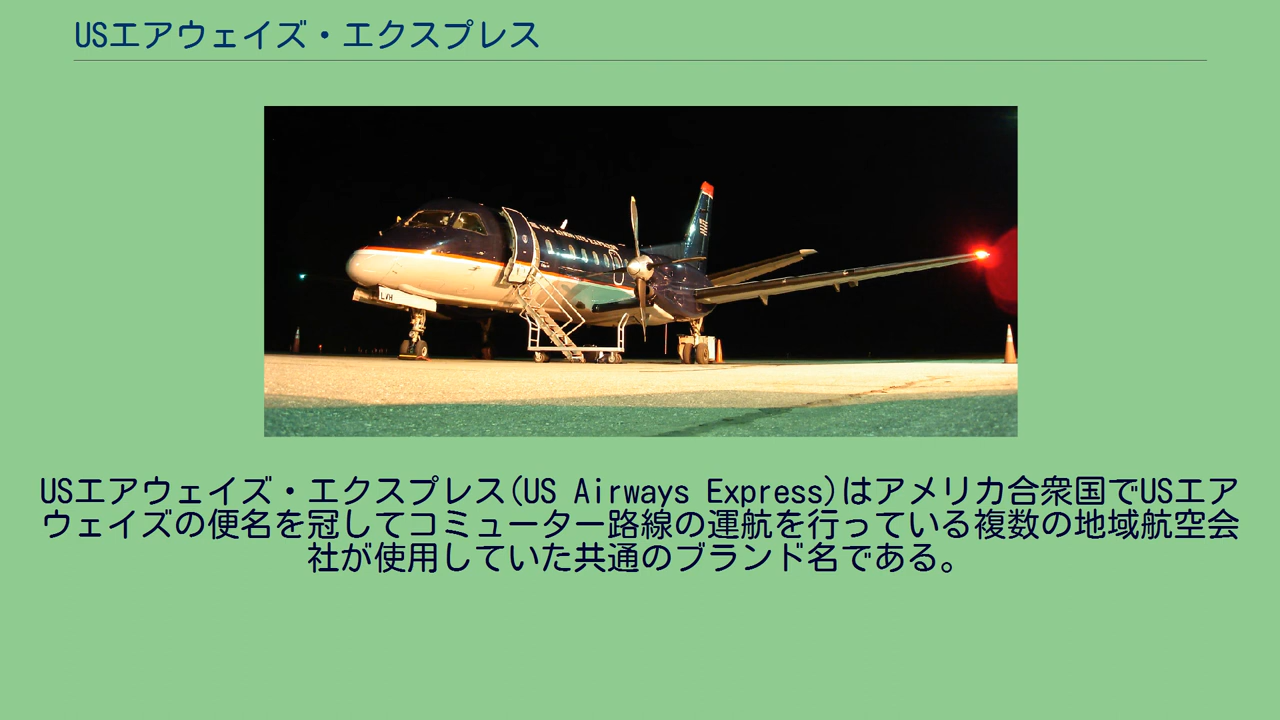 USエアウェイズ・エクスプレス
LVH
USエアウェイズ・エクスプレス(US Airways Express)はアメリカ合衆国でUSエア
ウェイズの便名を冠してコミューター路線の運航を行っている複数の地域航空会
社が使用していた共通のブランド名である。